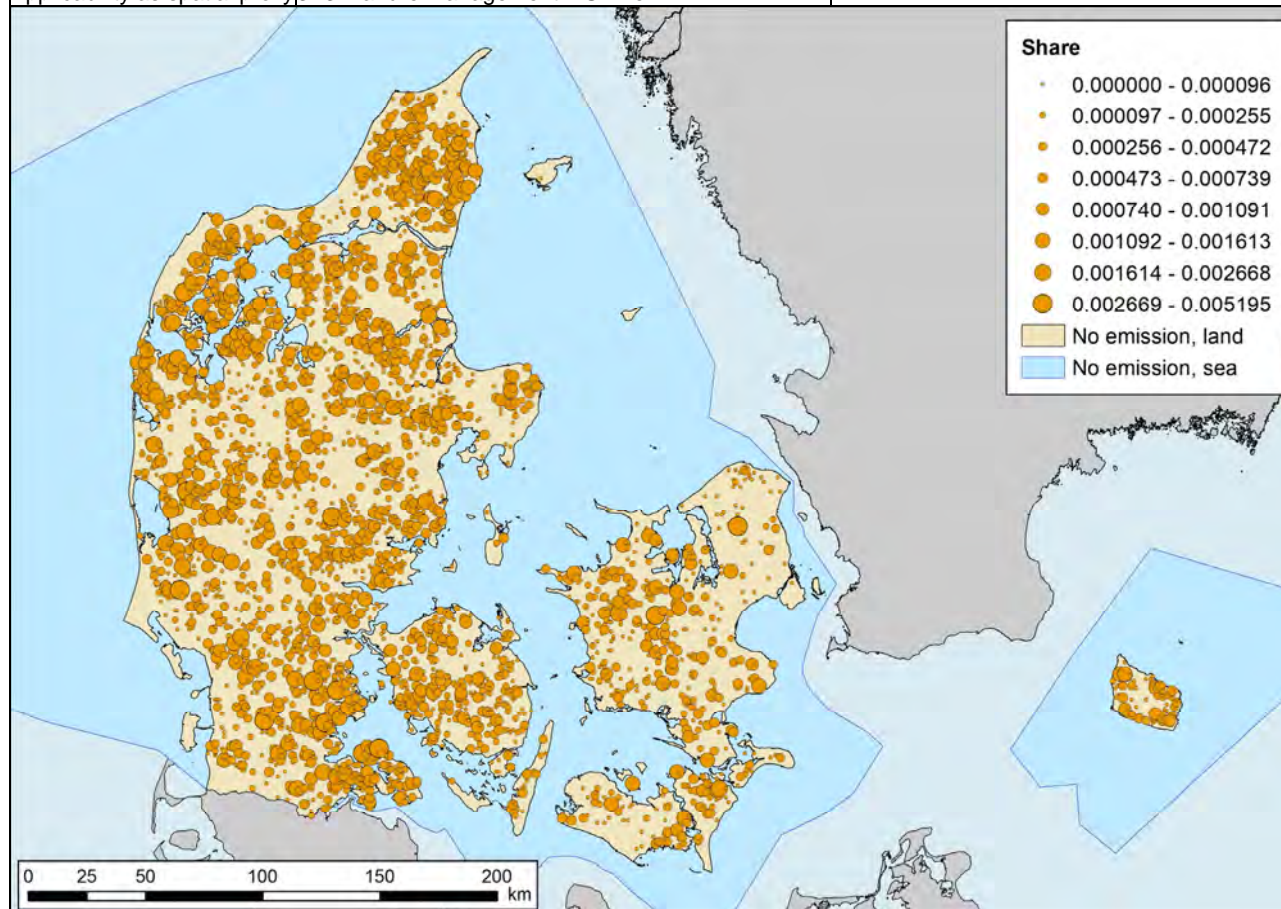 Share
0.000000 - 0.000096
0.000097 - 0.000255
0.000256 - 0.000472
0.000473 - 0.000739
0.000740 - 0.001091
0.001092 - 0.001613
0.001614 - 0.002668
0.002669 - 0.005195
No emission, land
No emission, sea
0 25 50 100 150 200
km